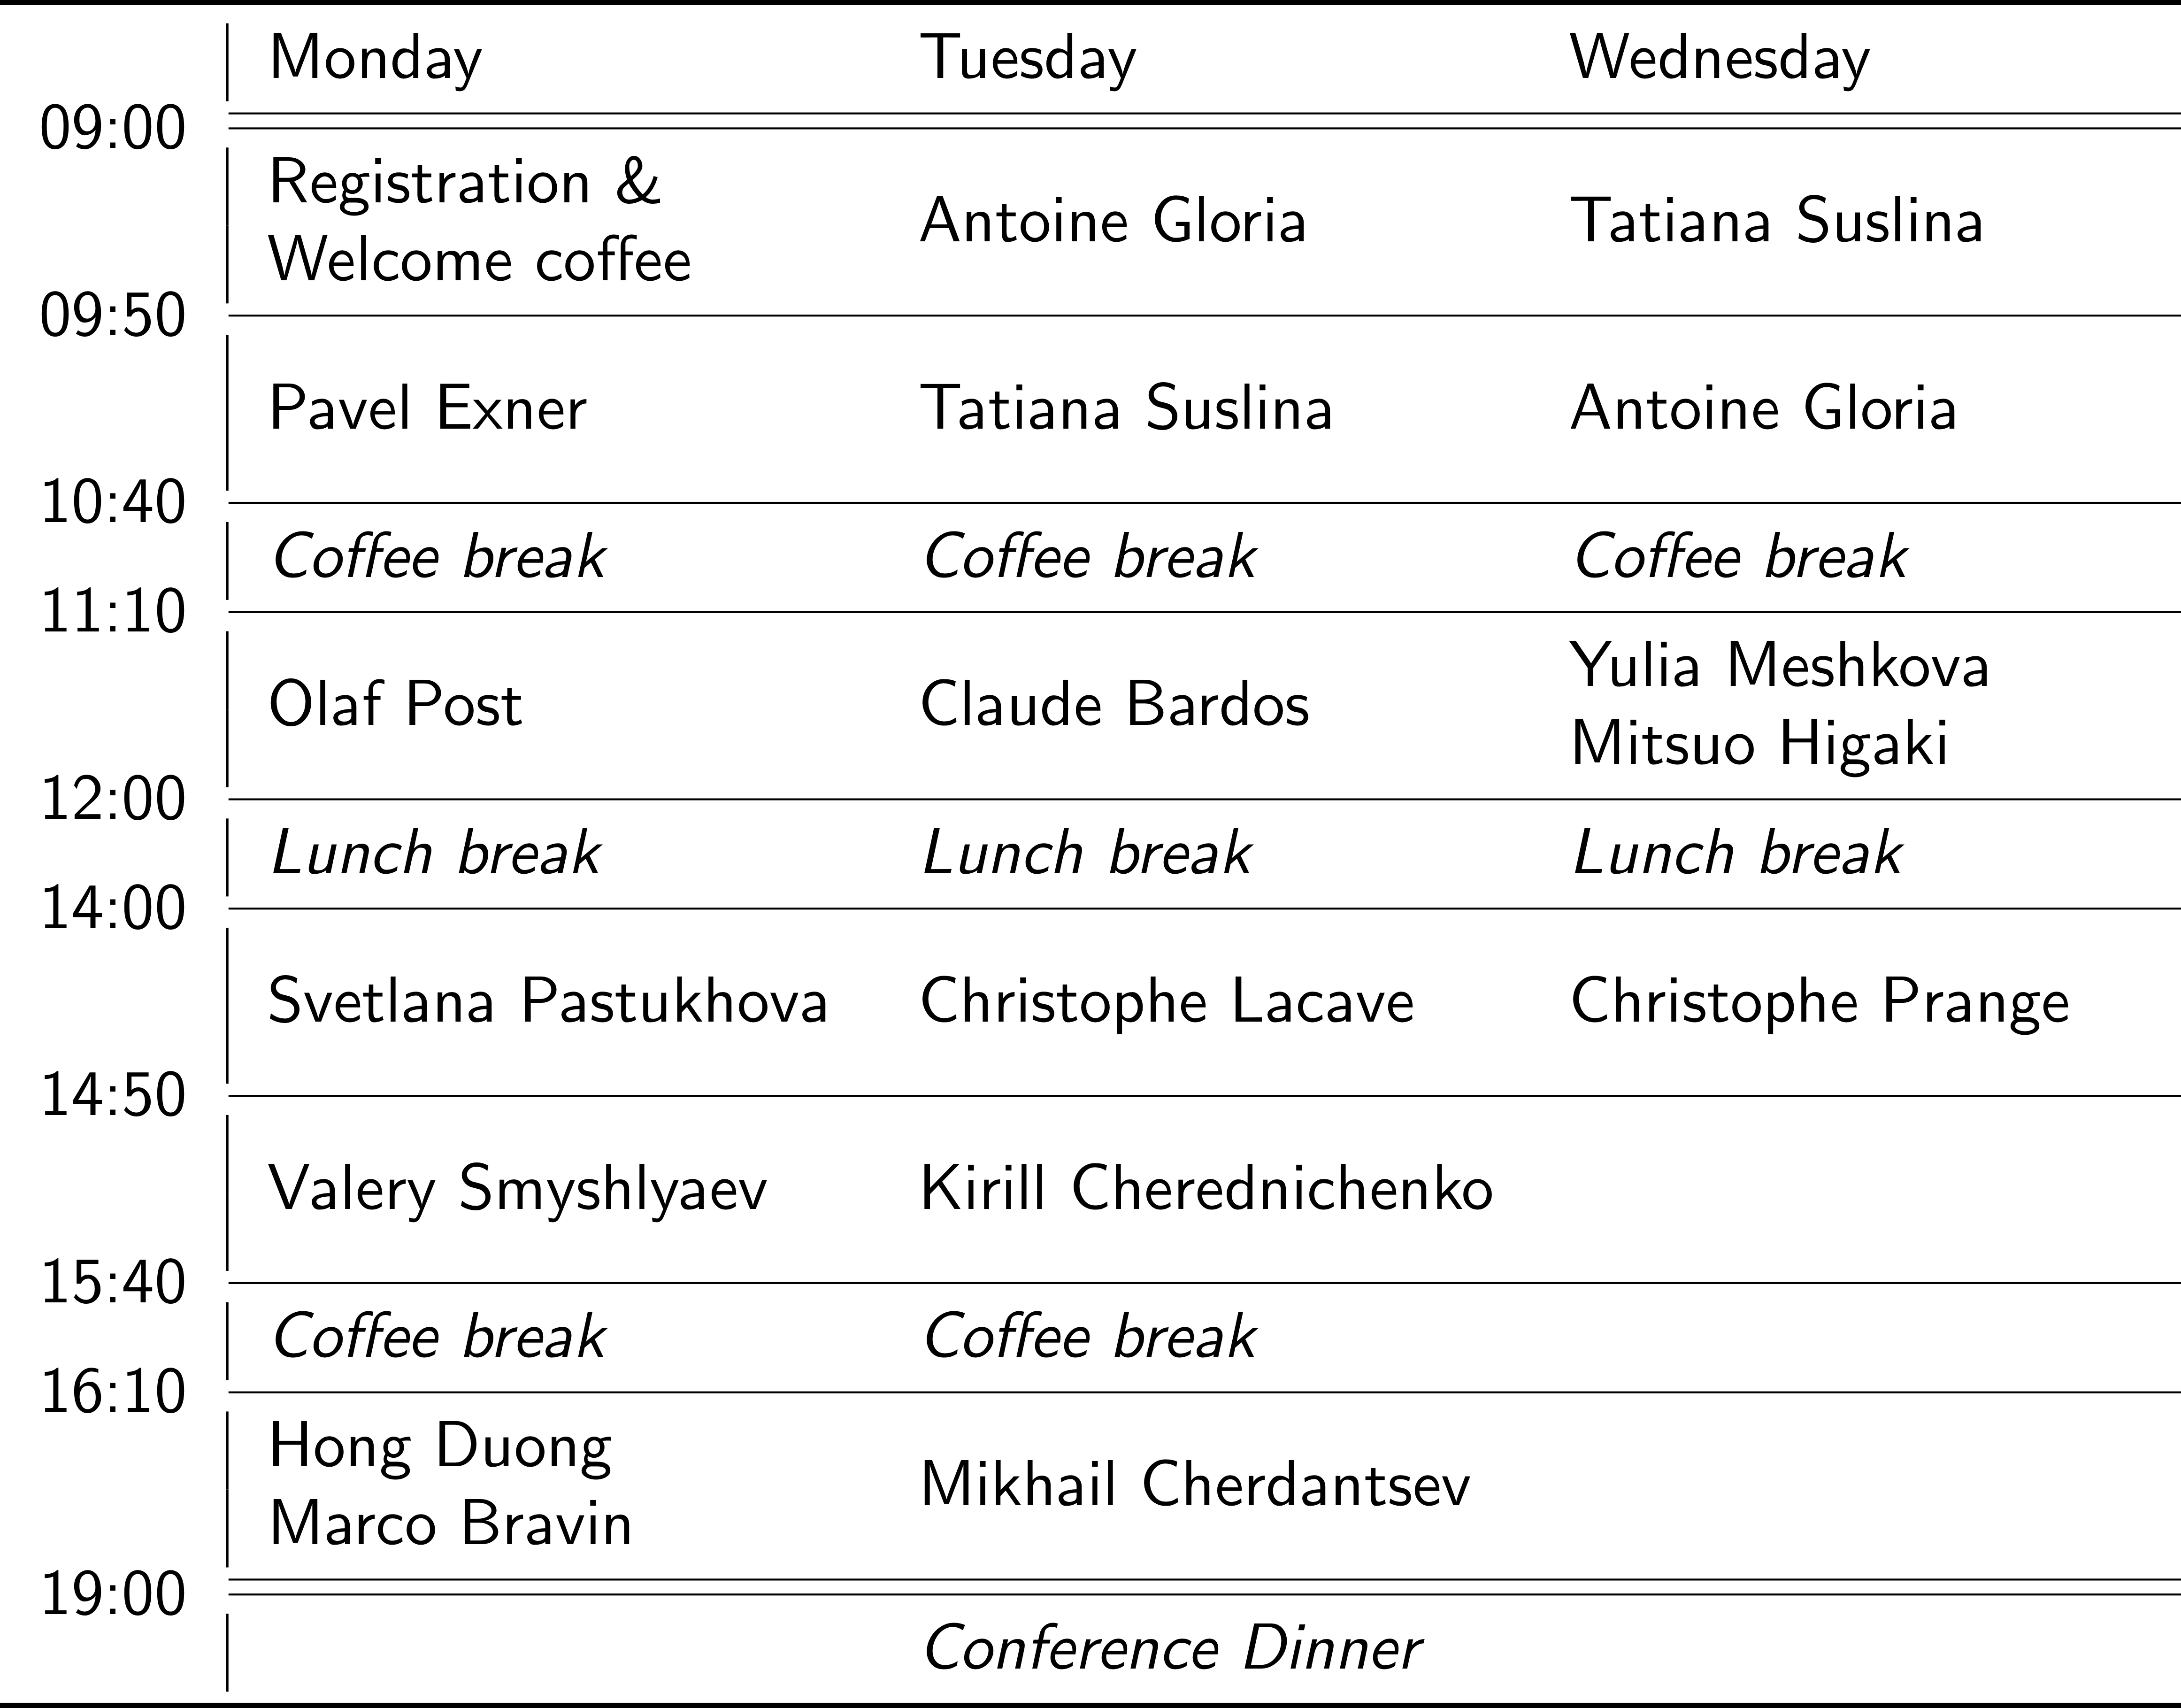 Monday Tuesday Wednesday
09:00
Registration &
Welcome coffee
Antoine Gloria Tatiana Suslina
09:50
Pavel Exner Tatiana Suslina Antoine Gloria
10:40
Coffee break Coffee break Coffee break
11:10
Olaf Post Claude Bardos
Yulia Meshkova
Mitsuo Higaki
12:00
Lunch break Lunch break Lunch break
14:00
Svetlana Pastukhova Christophe Lacave Christophe Prange
14:50
Valery Smyshlyaev Kirill Cherednichenko
15:40
Coffee break Coffee break
16:10
Hong Duong
Marco Bravin
Mikhail Cherdantsev
19:00
Conference Dinner